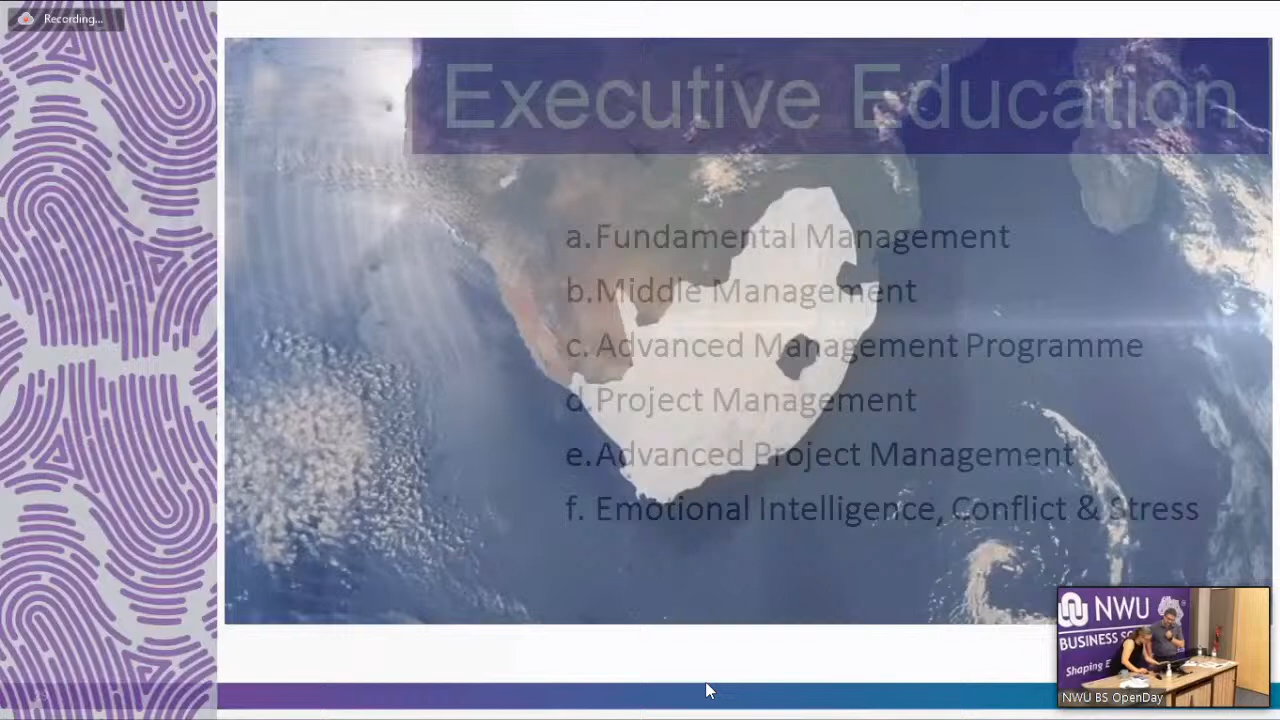 Recording...
Executive Education
a. Fundamental Management
b. Middle Management
c. Advanced Management Programme
d. Project Management
e. Advanced Project Management
f. Emotional Intelligence, Conflict & Stress
NWU
BUSINESS
Shaping
NWU BS OpenDay